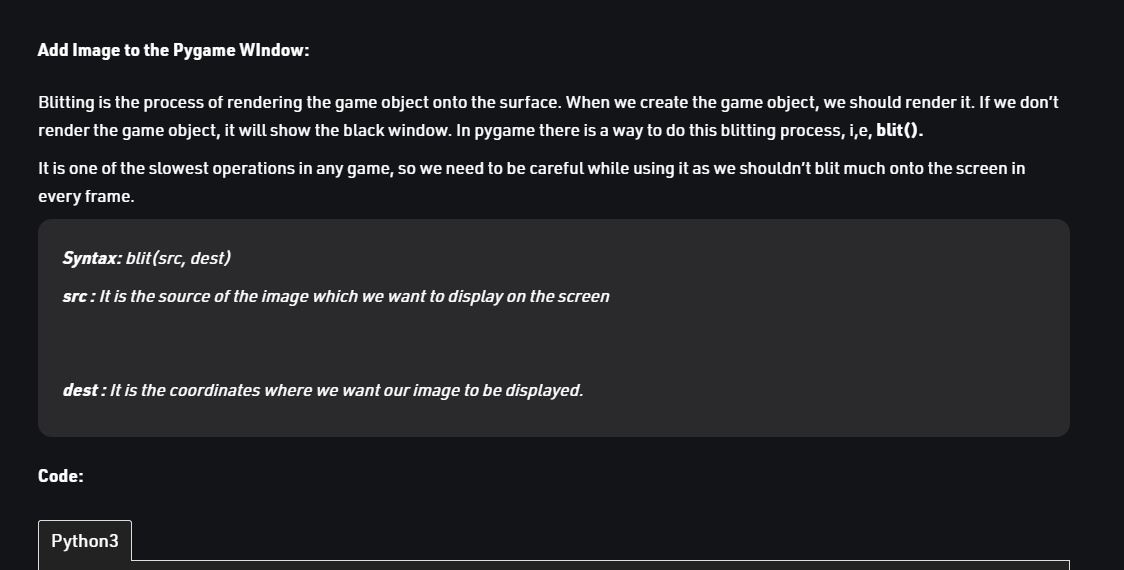 Add Image to the Pygame WIndow:
Blitting is the process of rendering the game object onto the surface. When we create the game object, we should render it. If we don't
render the game object, it will show the black window. In pygame there is a way to do this blitting process, i,e, blit().
It is one of the slowest operations in any game, so we need to be careful while using it as we shouldn't blit much onto the screen in
every frame.
Syntax: blit(src, dest)
src : It is the source of the image which we want to display on the screen
dest : It is the coordinates where we want our image to be displayed.
Code:
Python3